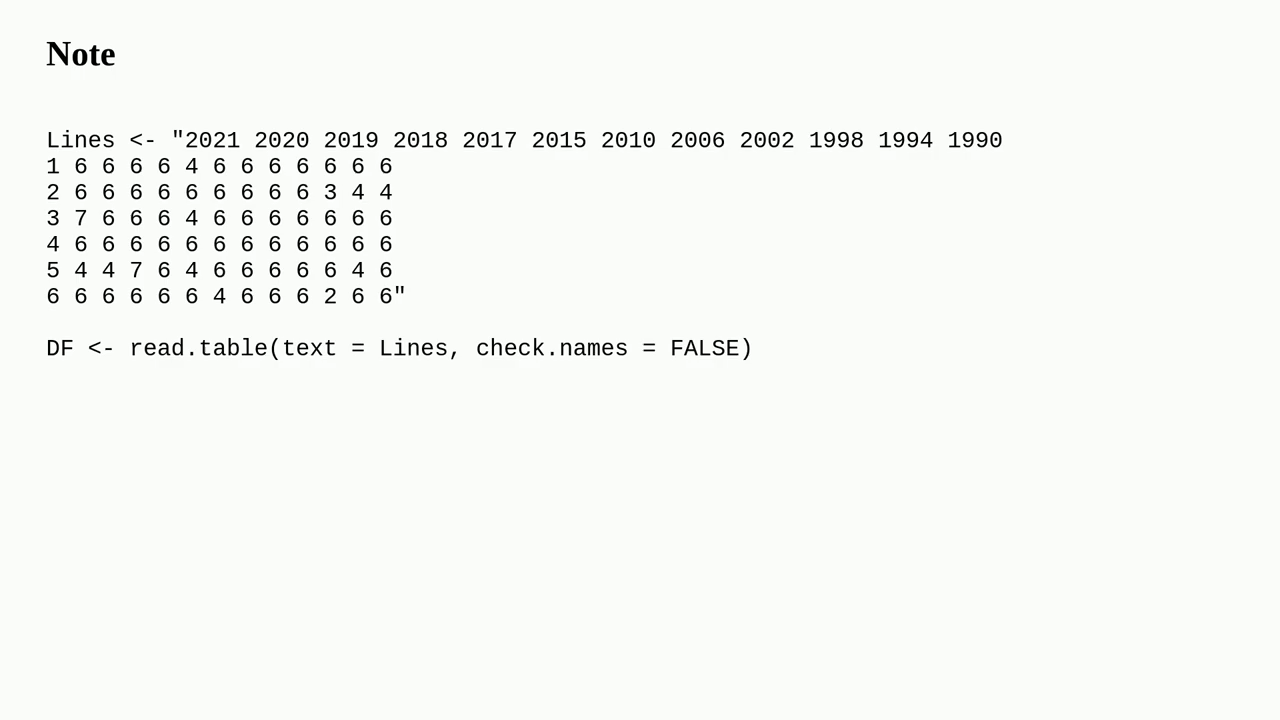 Note
Lines <- "2021 2020 2019 2018 2017 2015 2010 2006 2002 1998 1994 1990
1 6 6 6 6 4 6 6 6 6 6 6 6
2 6 6 6 6 6 6 6 6 6 3 4 4
3 7 6 6 6 4 6 6 6 6 6 6 6
4 6 6 6 6 6 6 6 6 6 6 6 6
5 4 4 7 6 4 6 6 6 6 6 4 6
6 6 6 6 6 6 4 6 6 6 2 6 6"
DF <- read.table(text = Lines, check.names = FALSE)